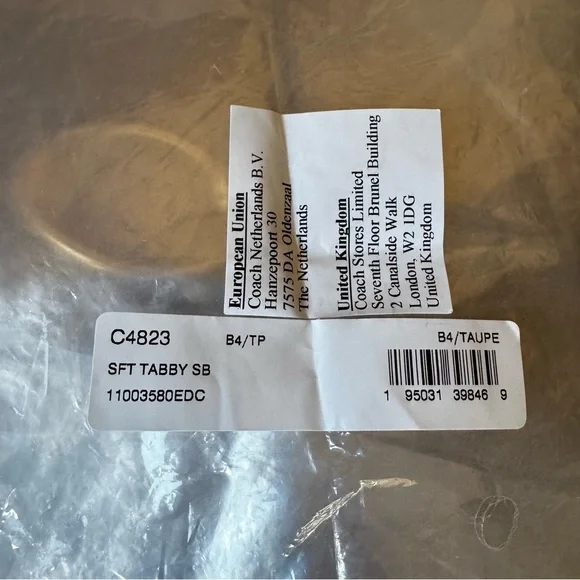 European Union
Coach Netherlands B.V.
Hanzepoort 30
7575 DA Oldenzaal
The Netherlands
United Kingdom
Coach Stores Limited
Seventh Floor Brunel Building
2 Canalside Walk
London, W2 1DG
United Kingdom
C4823 B4/TP B4/TAUPE
SFT TABBY SB
11003580EDC
1 95031 39846 9